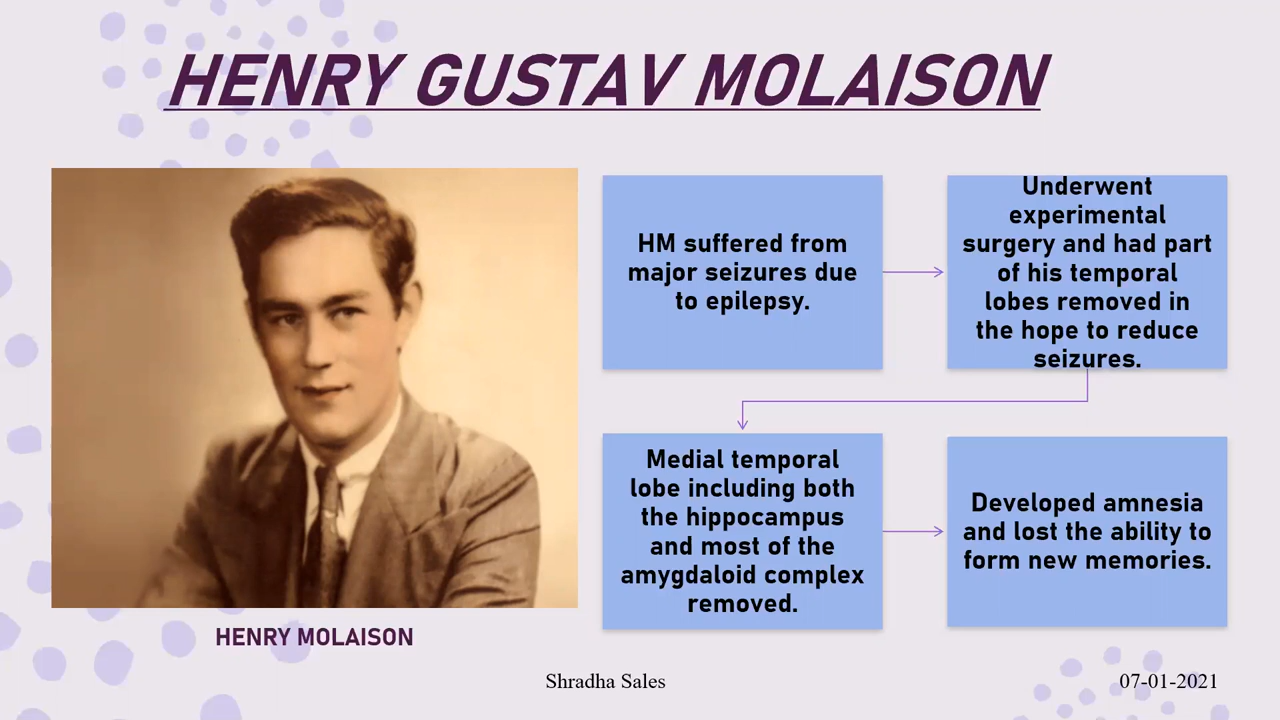 HENRY GUSTAV MOLAISON
HM suffered from
major seizures due
to epilepsy.
Underwent
experimental
surgery and had part
of his temporal
lobes removed in
the hope to reduce
seizures.
Medial temporal
lobe including both
the hippocampus
and most of the
amygdaloid complex
removed.
Developed amnesia
and lost the ability to
form new memories.
HENRY MOLAISON
Shradha Sales
07-01-2021